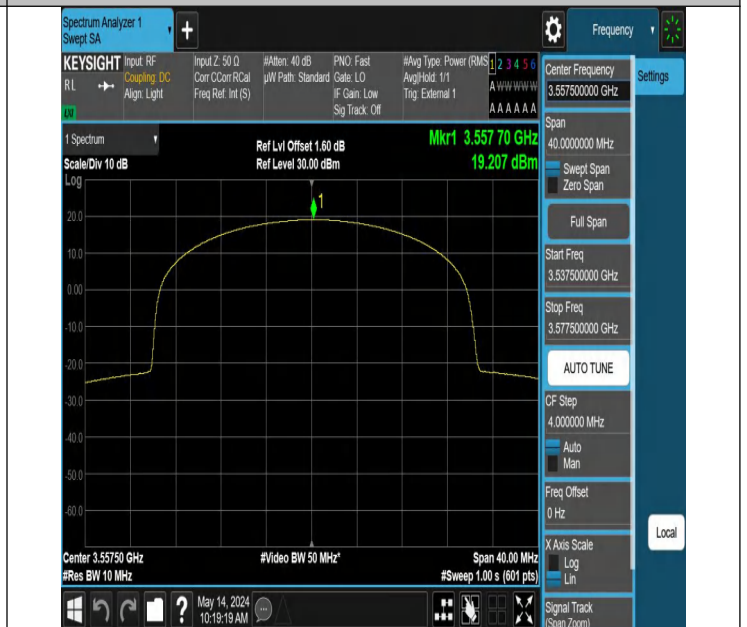 Spectrum Analyzer 1
Swept SA
+
Frequency
KEYSIGHT
RL
LXI
Input: RF
Coupling: DC
Align: Light
Input Z: 50 Ω
Corr CCorr RCal
Freq Ref: Int (S)
#Atten: 40 dB
µW Path: Standard
PNO: Fast
Gate: LO
IF Gain: Low
Sig Track: Off
#Avg Type: Power (RMS
Avg|Hold: 1/1
Trig: External 1
1 2 3 4 5 6
A W W W W W
A A A A A A
1 Spectrum
Scale/Div 10 dB
Log
Ref Lvl Offset 1.60 dB
Ref Level 30.00 dBm
Mkr1 3.557 70 GHz
19.207 dBm
1
20.0
10.0
0.00
-10.0
-20.0
-30.0
-40.0
-50.0
-60.0
Center 3.55750 GHz
#Res BW 10 MHz
#Video BW 50 MHz*
Span 40.00 MHz
#Sweep 1.00 s (601 pts)
?
May 14, 2024
10:19:19 AM
Center Frequency
3.557500000 GHz
Settings
Span
40.0000000 MHz
Swept Span
Zero Span
Full Span
Start Freq
3.537500000 GHz
Stop Freq
3.577500000 GHz
AUTO TUNE
CF Step
4.000000 MHz
Auto
Man
Freq Offset
0 Hz
X Axis Scale
Log
Lin
Local
Signal Track
(Span Zoom)